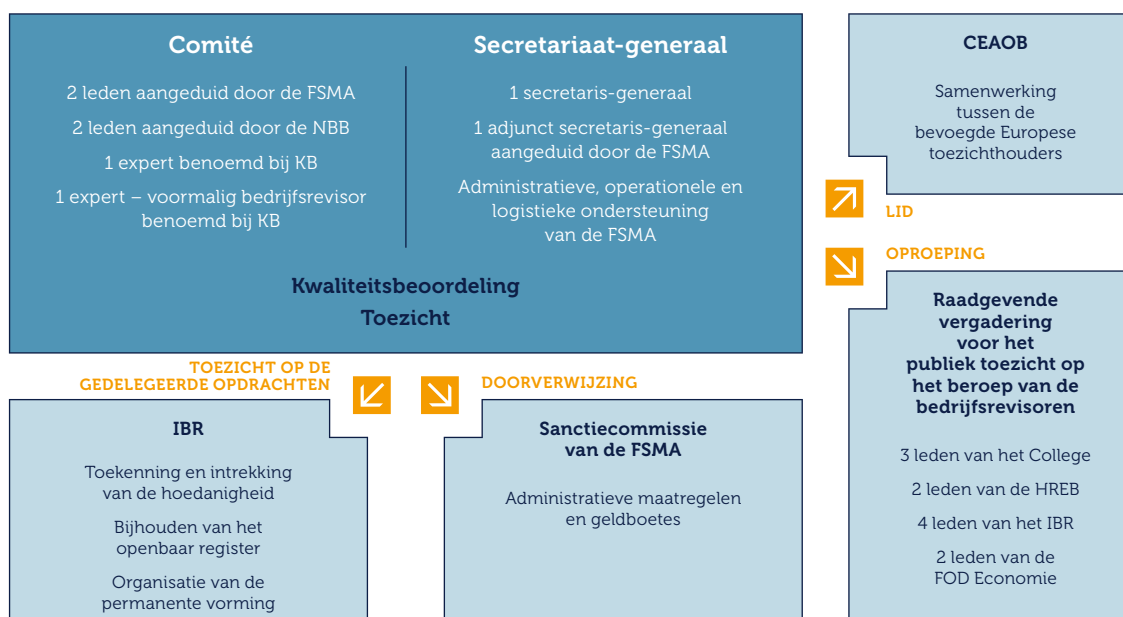 Comité
2 leden aangeduid door de FSMA
2 leden aangeduid door de NBB
1 expert benoemd bij KB
1 expert – voormalig bedrijfsrevisor
benoemd bij KB
Secretariaat-generaal
1 secretaris-generaal
1 adjunct secretaris-generaal
aangeduid door de FSMA
Administratieve, operationele en
logistieke ondersteuning
van de FSMA
Kwaliteitsbeoordeling
Toezicht
CEAOB
Samenwerking
tussen de
bevoegde Europese
toezichthouders
LID
OPROEPING
Raadgevende
vergadering
voor het
publiek toezicht op
het beroep van de
bedrijfsrevisoren
3 leden van het College
2 leden van de HREB
4 leden van het IBR
2 leden van de
FOD Economie
TOEZICHT OP DE
GEDELEGEERDE OPDRACHTEN
IBR
Toekenning en intrekking
van de hoedanigheid
Bijhouden van het
openbaar register
Organisatie van de
permanente vorming
DOORVERWIJZING
Sanctiecommissie
van de FSMA
Administratieve maatregelen
en geldboetes